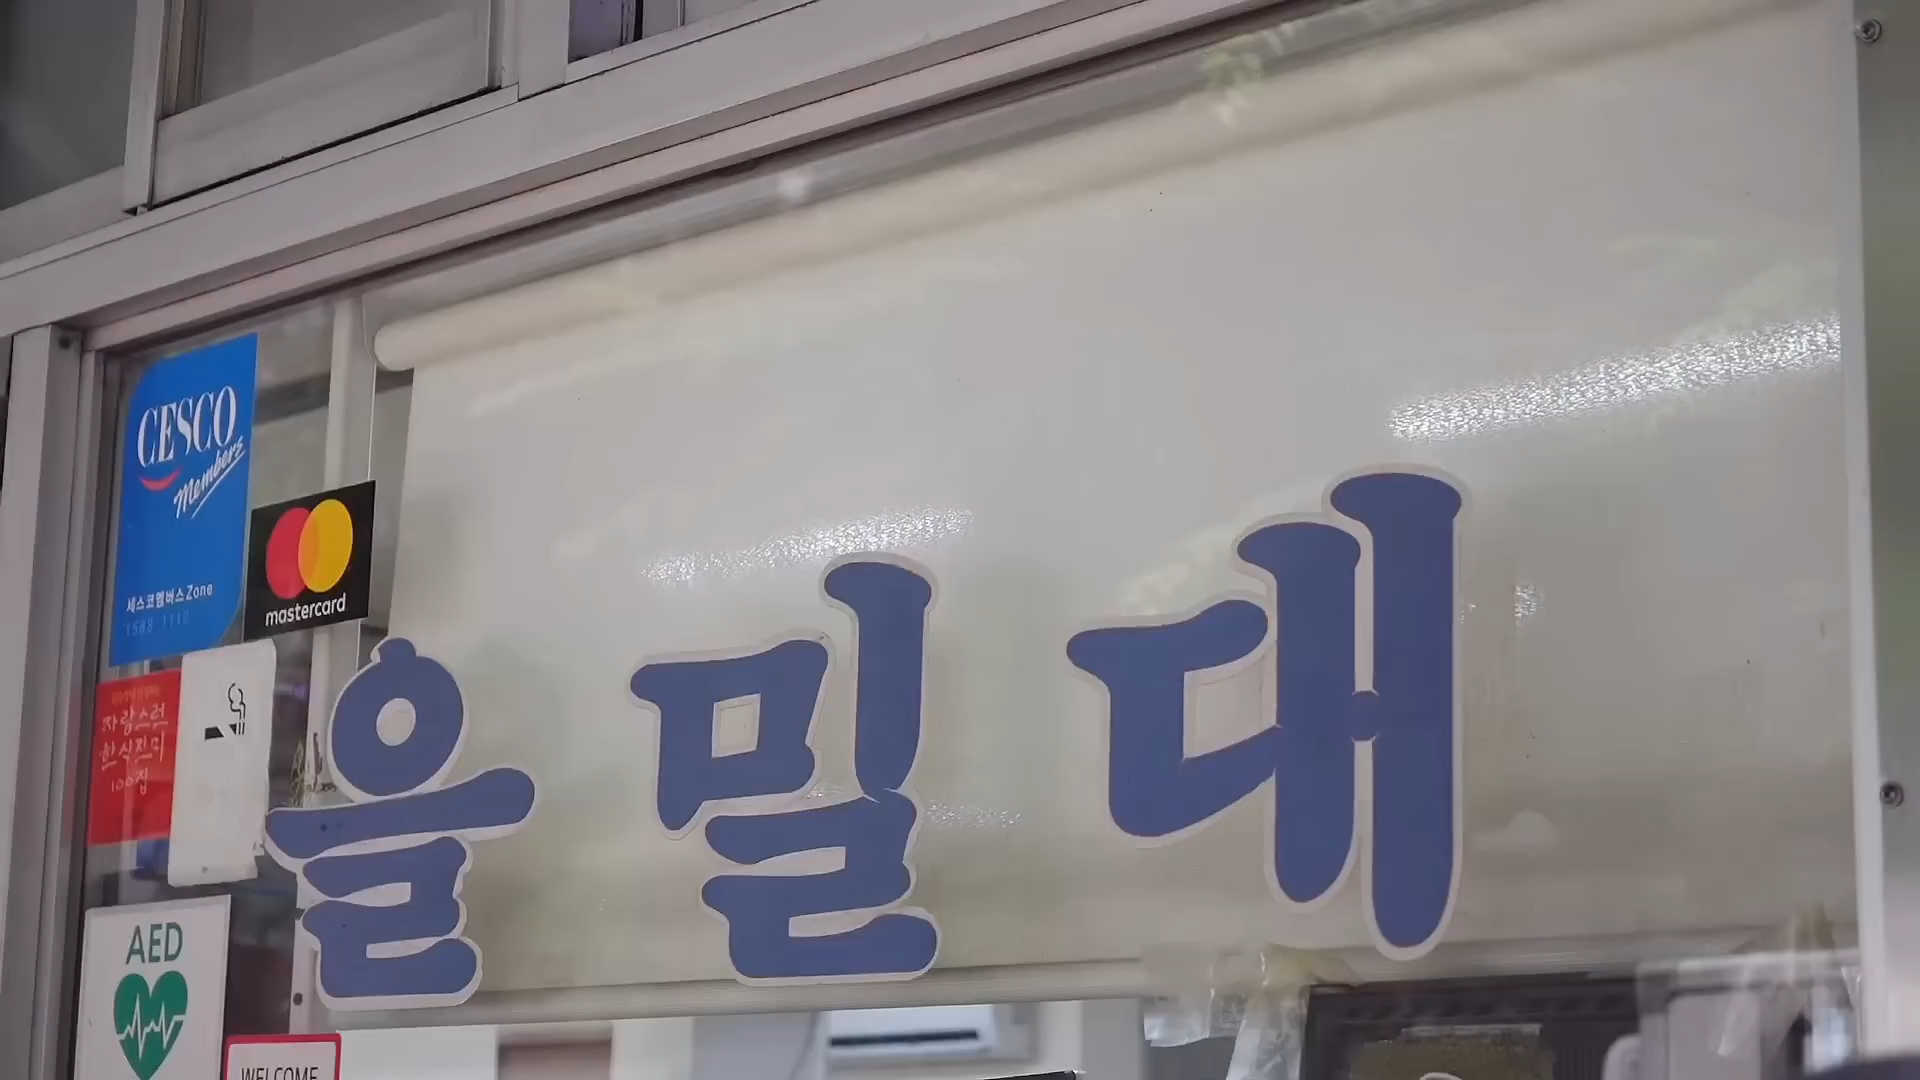 CESCO
Members
세스코멤버스Zone
1588 1119
mastercard
자랑스런
한식진미
100집
을밀대
AED
WELCOME